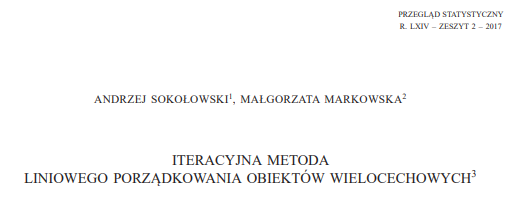 PRZEGLĄD STATYSTYCZNY
R. LXIV – ZESZYT 2 – 2017
ANDRZEJ SOKOŁOWSKI¹, MAŁGORZATA MARKOWSKA²
ITERACYJNA METODA
LINIOWEGO PORZĄDKOWANIA OBIEKTÓW WIELOCECHOWYCH³